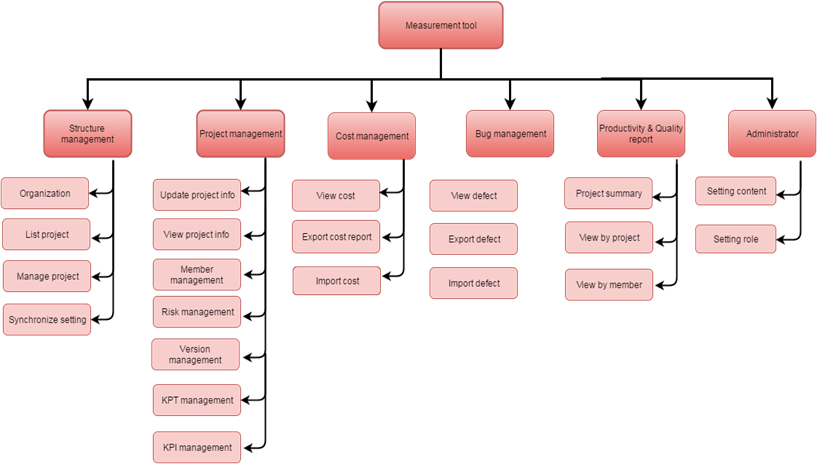 Measurement tool
Structure
management
Project management
Cost management
Bug management
Productivity & Quality
report
Administrator
Organization
List project
Manage project
Synchronize setting
Update project info
View project info
Member
management
Risk management
Version
management
KPT management
KPI management
View cost
Export cost report
Import cost
View defect
Export defect
Import defect
Project summary
View by project
View by member
Setting content
Setting role